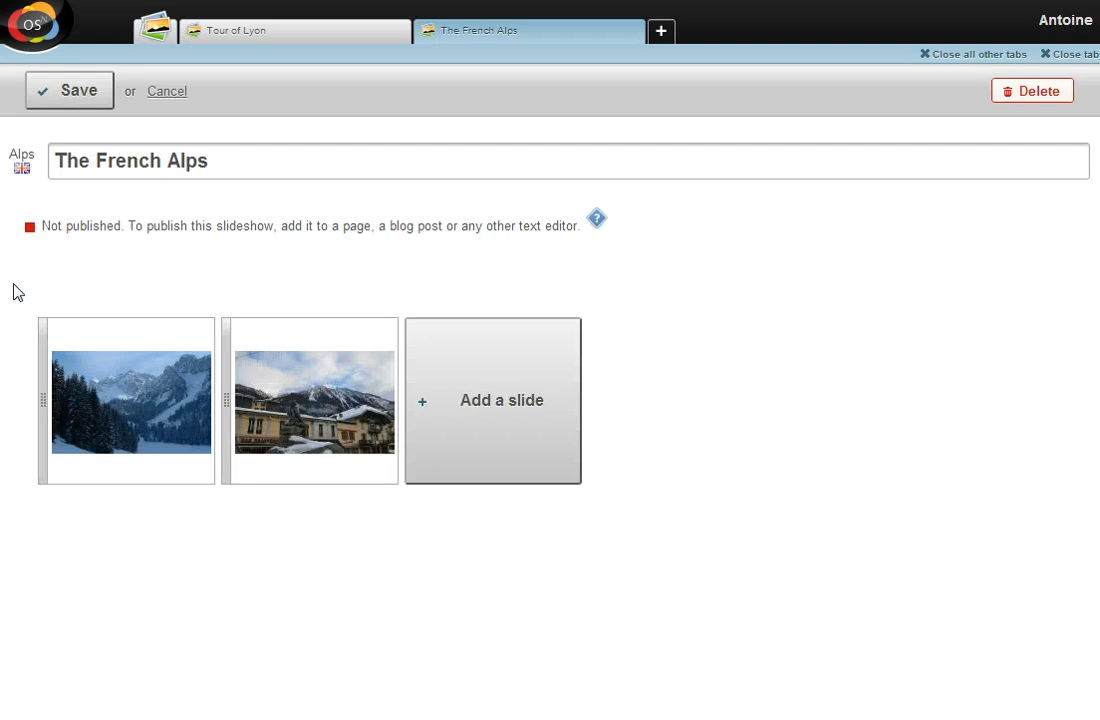 OS
Tour of Lyon
The French Alps
+
Antoine
Close all other tabs
Close tab
Save
or
Cancel
Delete
Alps
The French Alps
Not published. To publish this slideshow, add it to a page, a blog post or any other text editor.
?
+ Add a slide